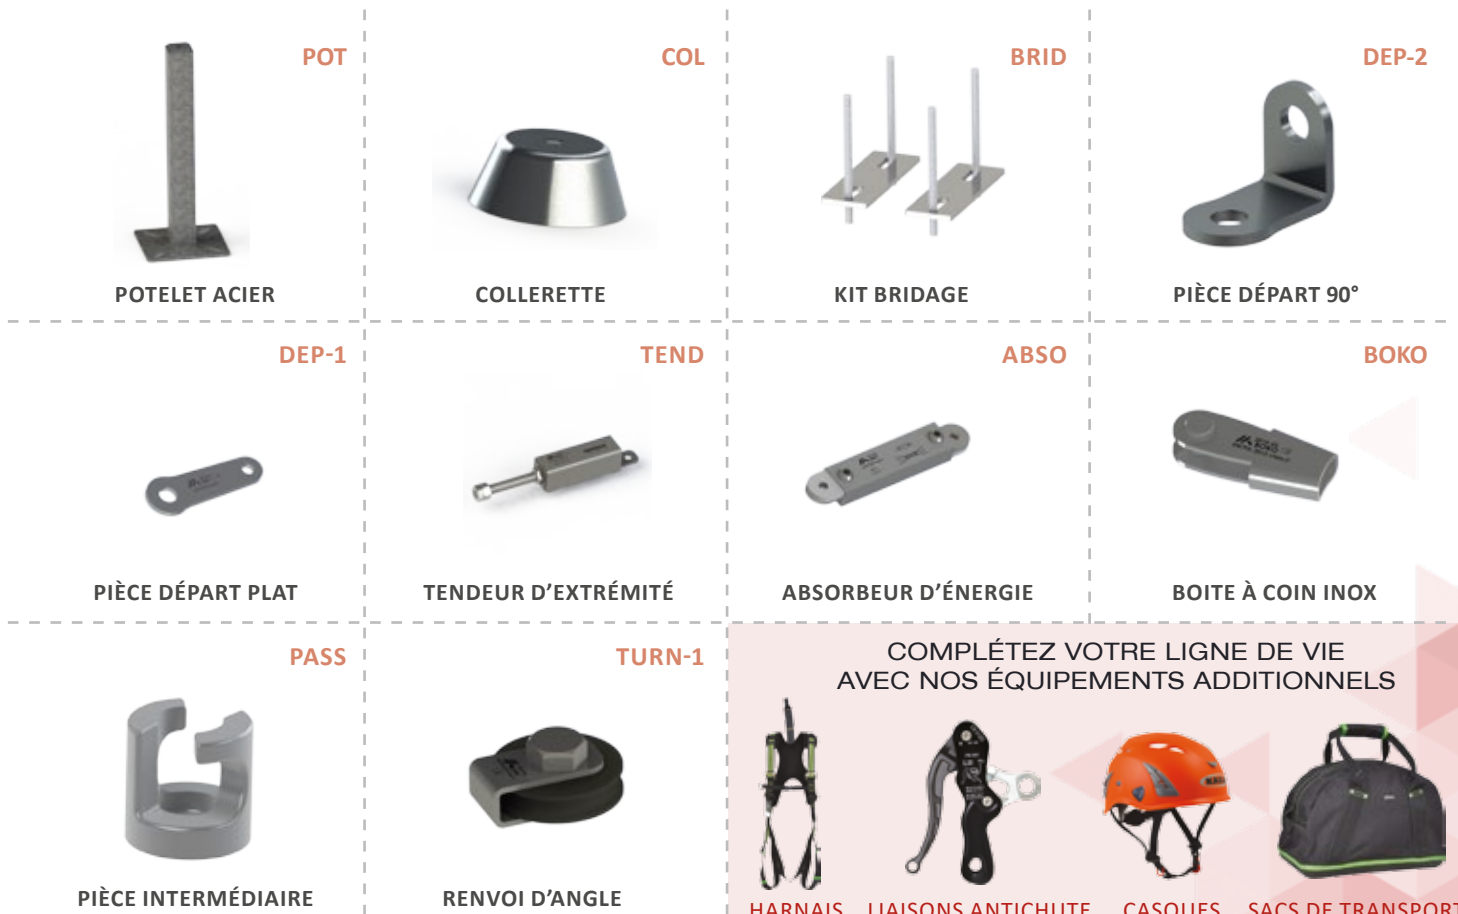 POT
COL
BRID
DEP-2
POTELET ACIER
COLLERETTE
KIT BRIDAGE
PIÈCE DÉPART 90°
DEP-1
TEND
ABSO
BOKO
PIÈCE DÉPART PLAT
TENDEUR D’EXTRÉMITÉ
ABSORBEUR D’ÉNERGIE
BOITE À COIN INOX
PASS
TURN-1
PIÈCE INTERMÉDIAIRE
RENVOI D’ANGLE
COMPLÉTEZ VOTRE LIGNE DE VIE
AVEC NOS ÉQUIPEMENTS ADDITIONNELS
HARNAIS
LIAISONS ANTICHUTE
CASQUES
SACS DE TRANSPORT